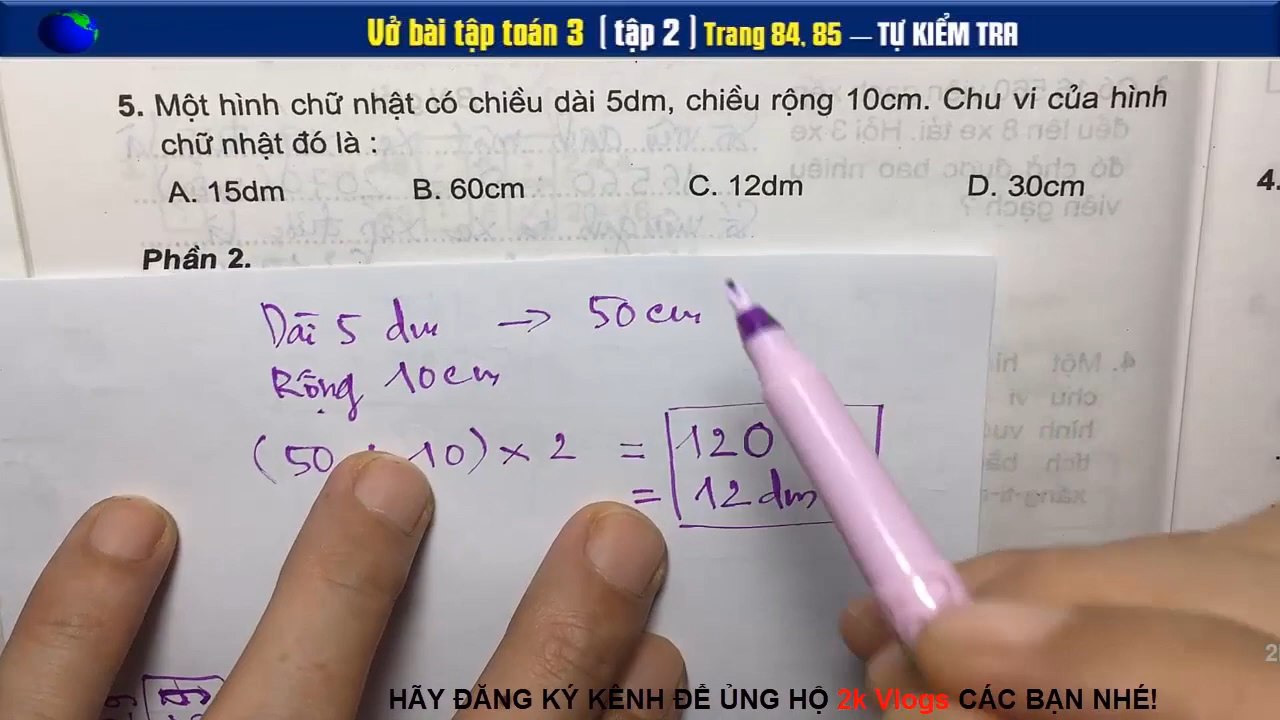 Vở bài tập toán 3 ( tập 2 ) Trang 84, 85 – TỰ KIỂM TRA
5. Một hình chữ nhật có chiều dài 5dm, chiều rộng 10cm. Chu vi của hình
chữ nhật đó là :
A. 15dm B. 60cm C. 12dm D. 30cm
4.
Phần 2.
Dài 5 dm → 50 cm
Rộng 10cm
(50 + 10) × 2 = 120
= 12dm
HÃY ĐĂNG KÝ KÊNH ĐỂ ỦNG HỘ 2k Vlogs CÁC BẠN NHÉ!